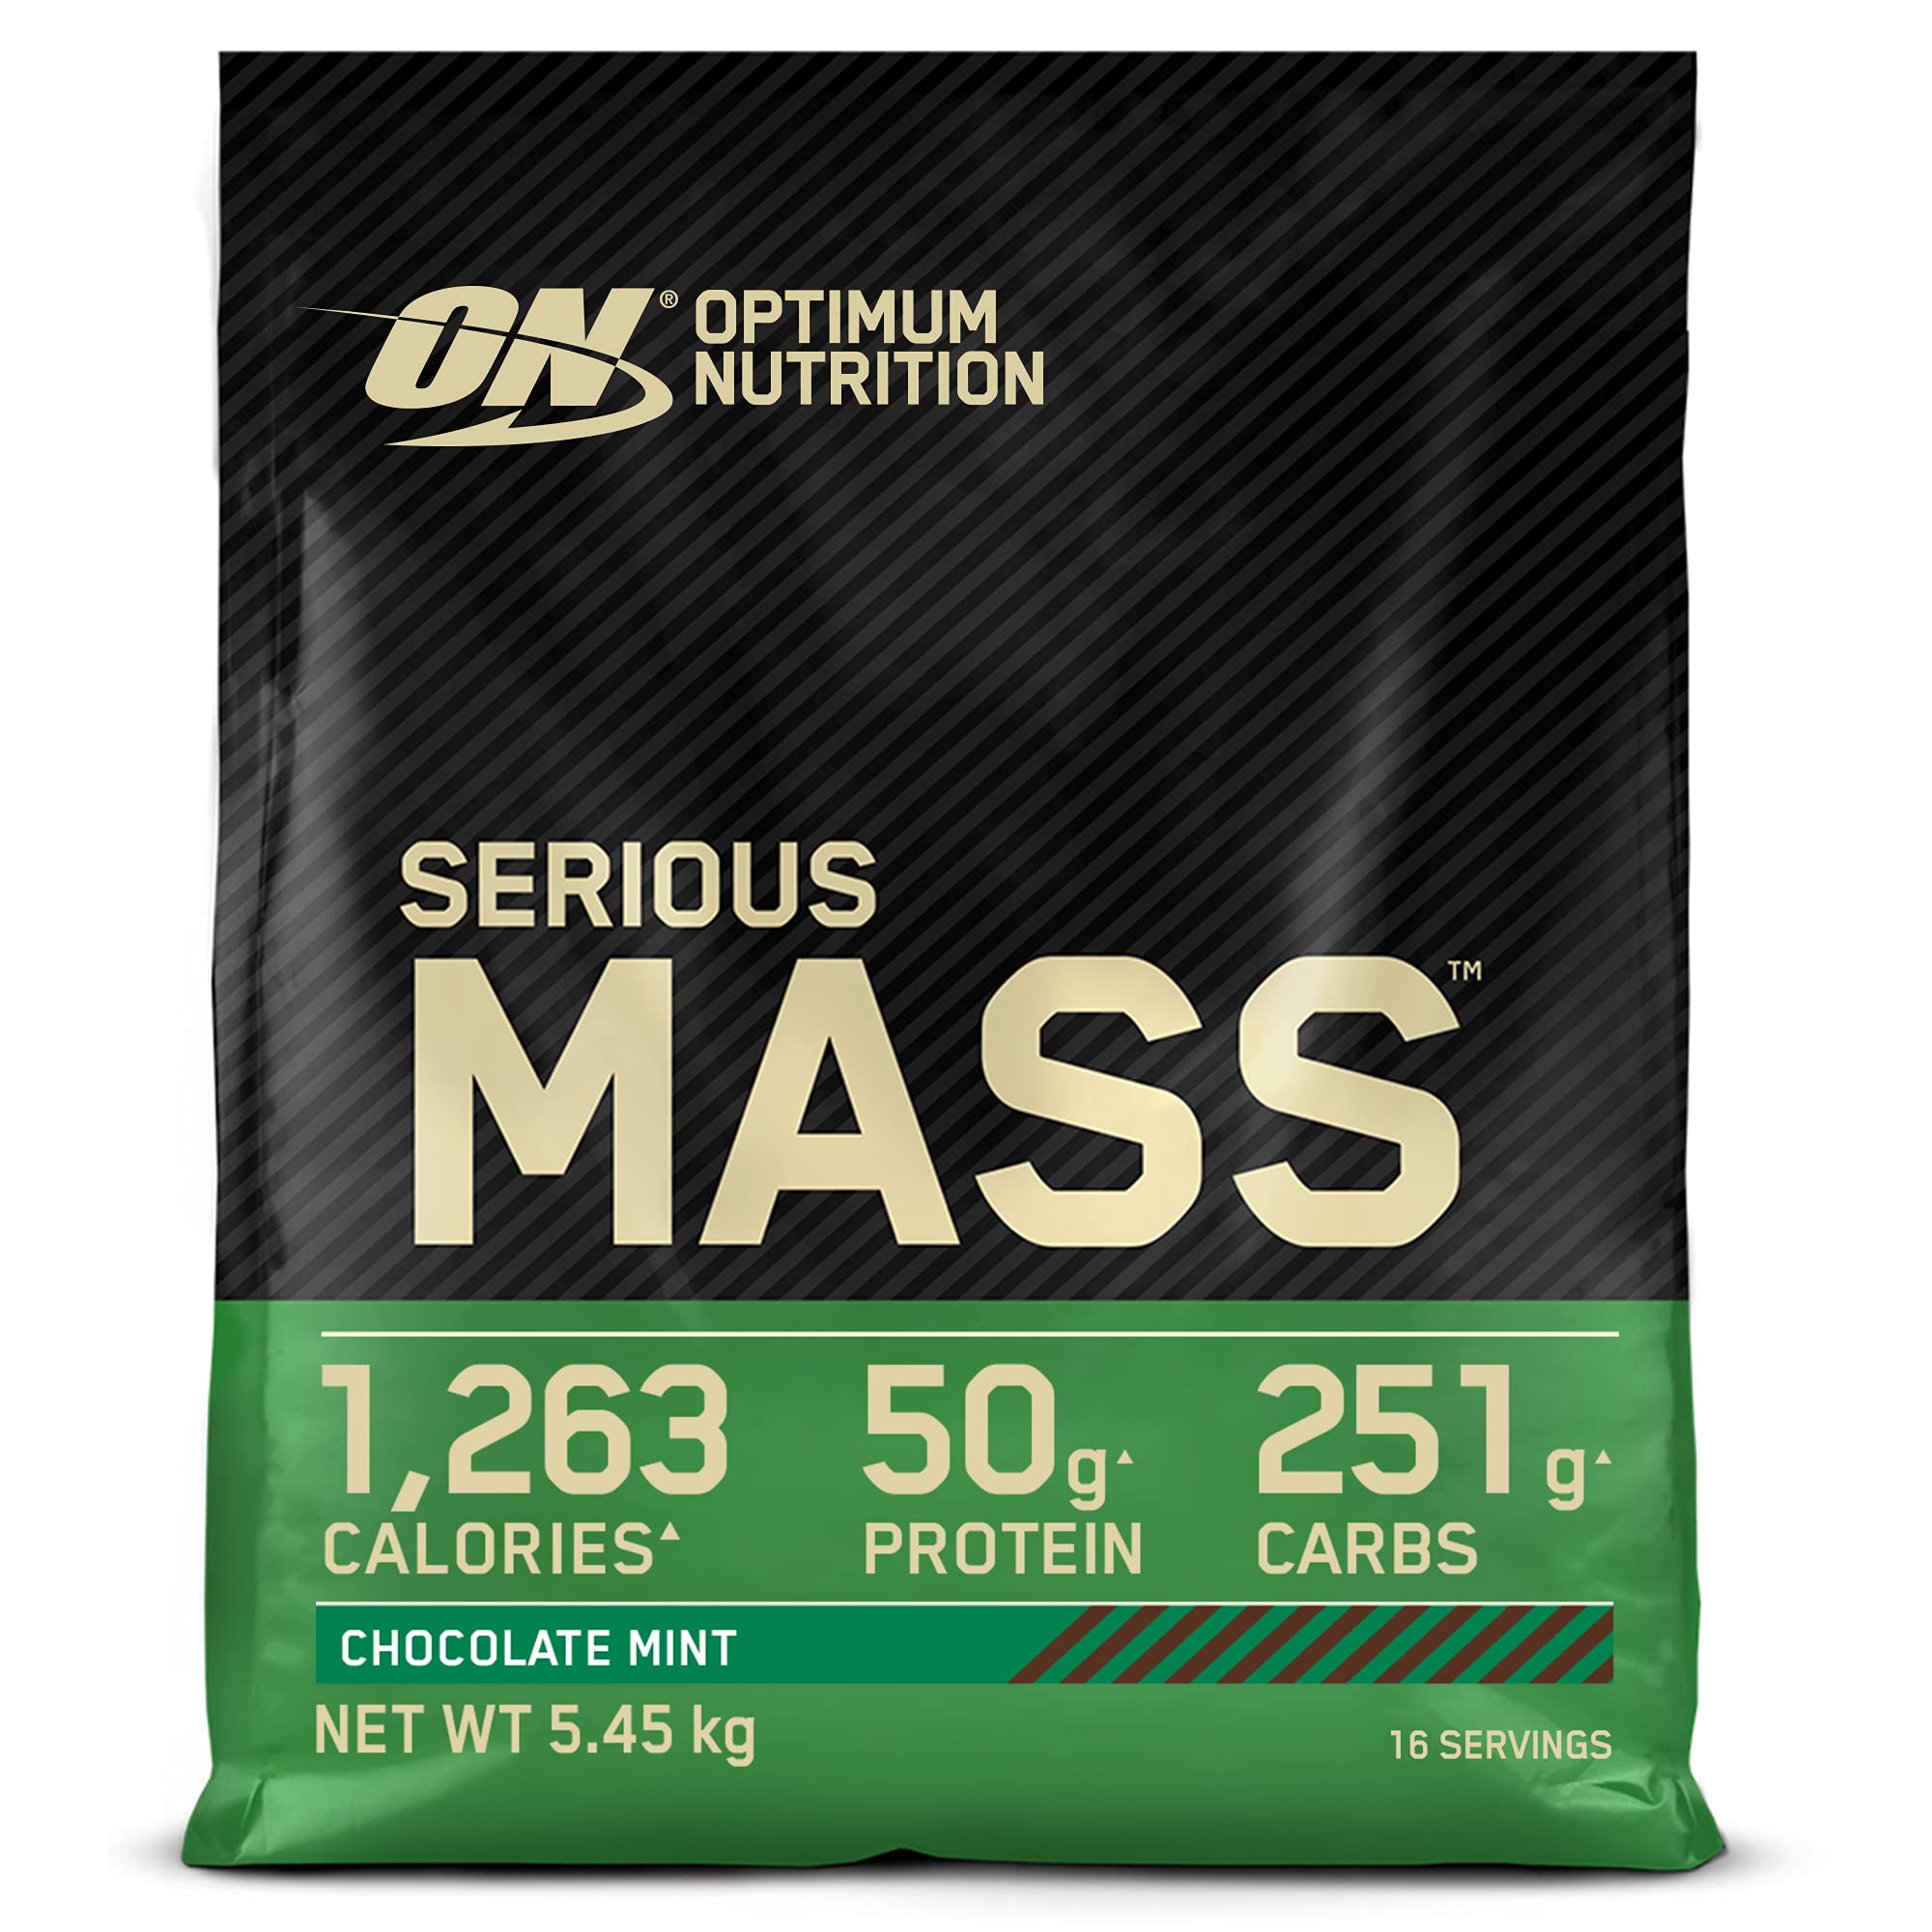 ON® OPTIMUM
NUTRITION
SERIOUS
MASS™
1,263 50g▲ 251g▲
CALORIES▲ PROTEIN CARBS
CHOCOLATE MINT
NET WT 5.45 kg
16 SERVINGS